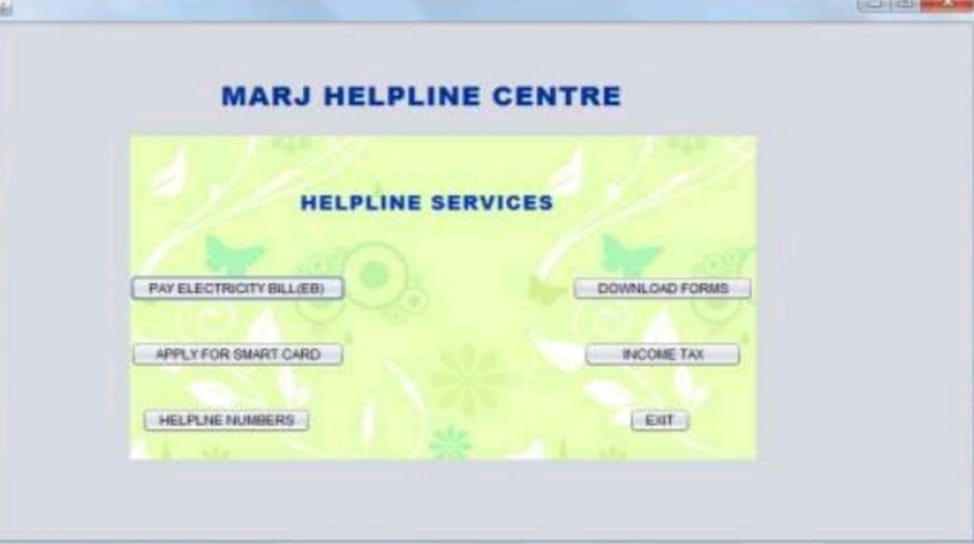 MARJ HELPLINE CENTRE
HELPLINE SERVICES
PAY ELECTRICITY BILL(EB)
DOWNLOAD FORMS
APPLY FOR SMART CARD
INCOME TAX
HELPLNE NUMBERS
EXIT